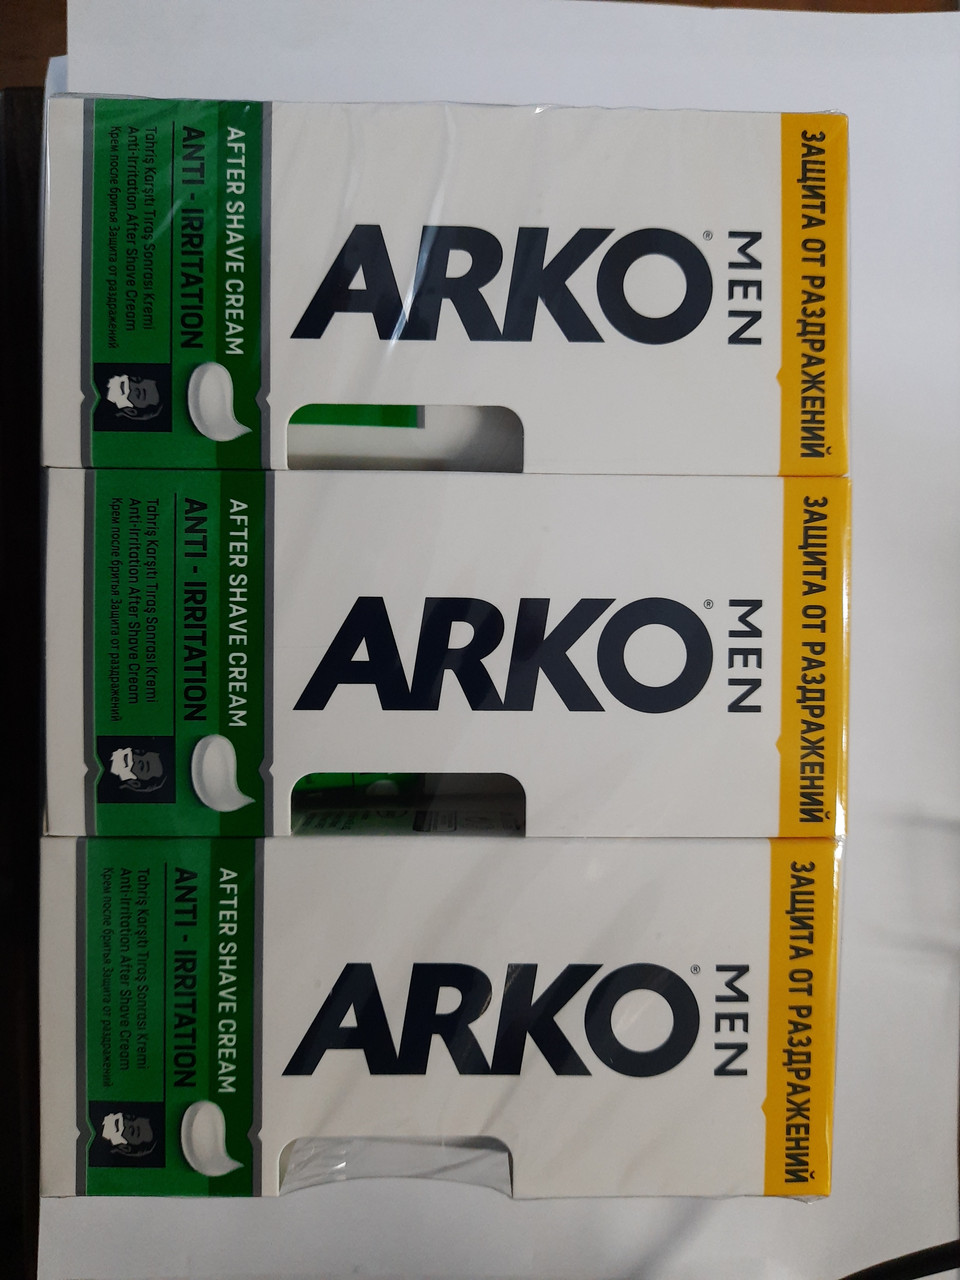 ЗАЩИТА ОТ РАЗДРАЖЕНИЙ
MEN
ARKO®
AFTER SHAVE CREAM
ANTI - IRRITATION
Tahriş Karşıtı Tıraş Sonrası Kremi
Anti-Irritation After Shave Cream
Крем после бритья Защита от раздражений
ЗАЩИТА ОТ РАЗДРАЖЕНИЙ
MEN
ARKO®
AFTER SHAVE CREAM
ANTI - IRRITATION
Tahriş Karşıtı Tıraş Sonrası Kremi
Anti-Irritation After Shave Cream
Крем после бритья Защита от раздражений
ЗАЩИТА ОТ РАЗДРАЖЕНИЙ
MEN
ARKO®
AFTER SHAVE CREAM
ANTI - IRRITATION
Tahriş Karşıtı Tıraş Sonrası Kremi
Anti-Irritation After Shave Cream
Крем после бритья Защита от раздражений